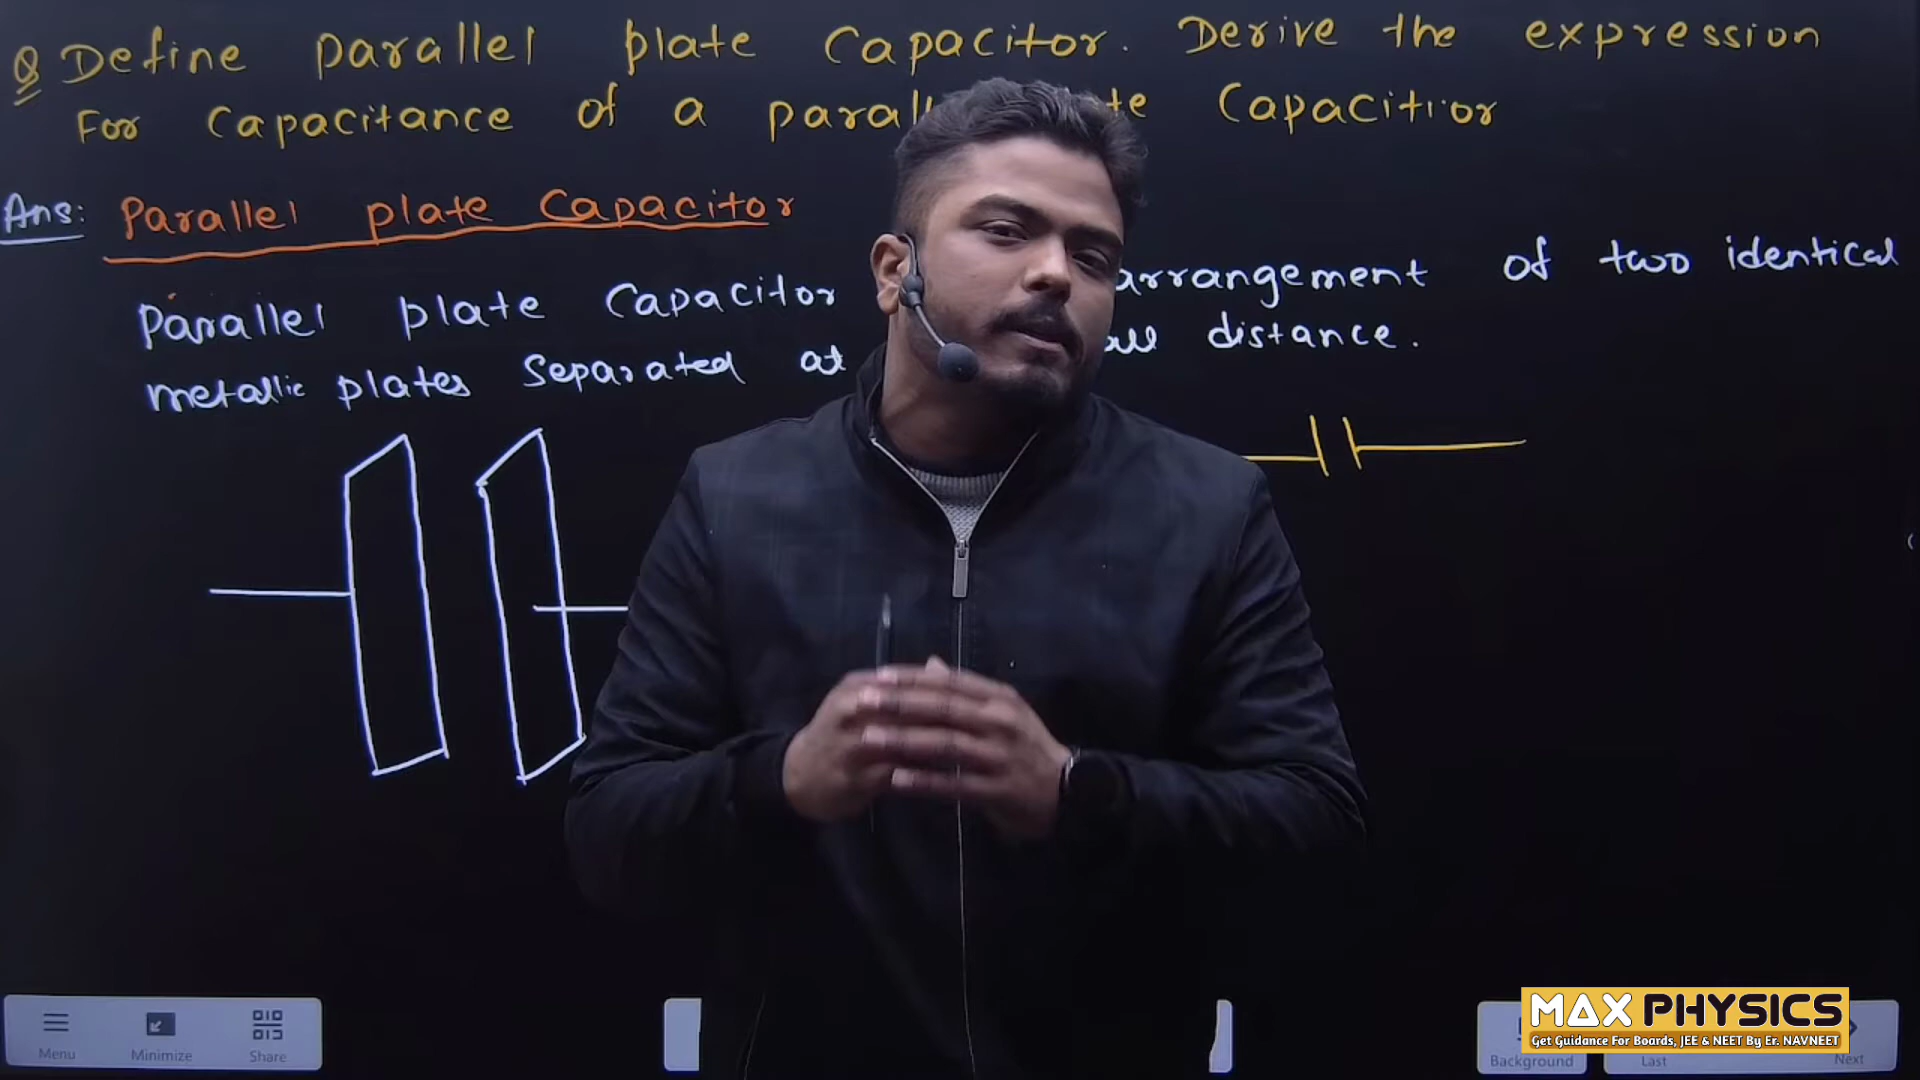 Q Define parallel plate Capacitor. Derive the expression
For Capacitance of a Capacitior
Ans: Parallel plate Capacitor
Parallel plate Capacitor arrangement of two identical
metallic plates separated at distance.
Menu
Minimize
Share
Background
Last
Next
MAX PHYSICS
Get Guidance For Boards, JEE & NEET By Er. NAVNEET